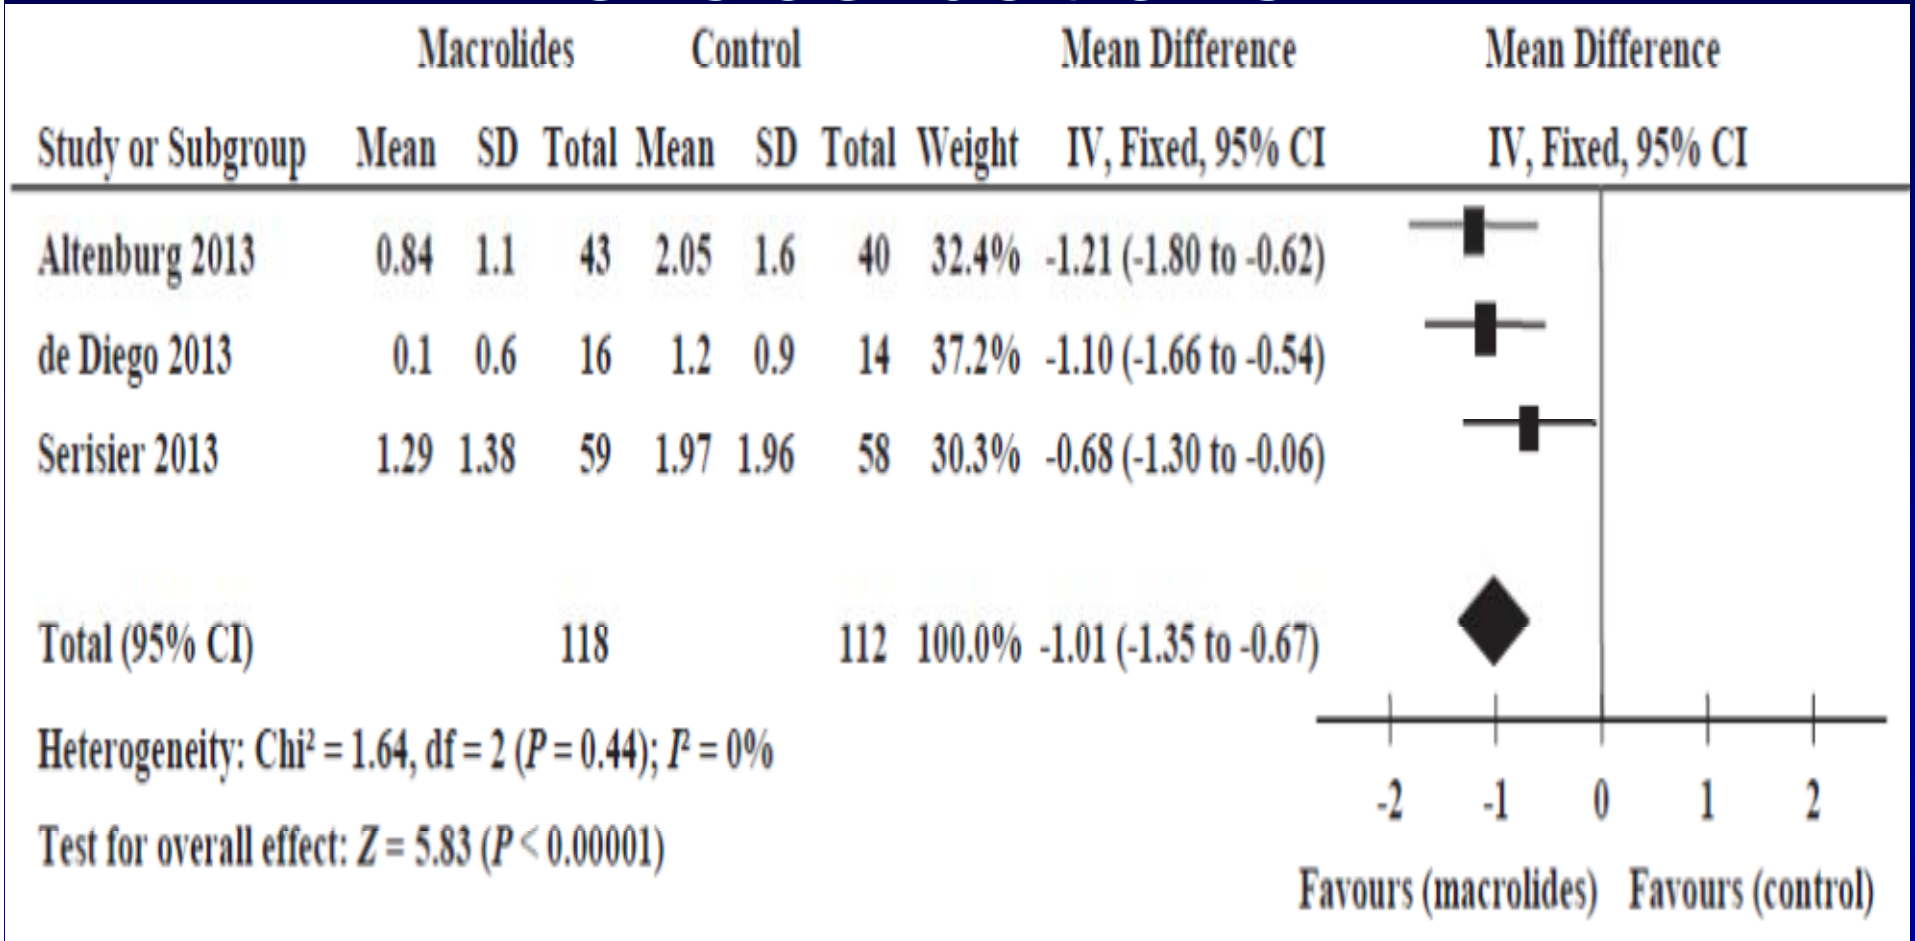 Macrolides Control Mean Difference Mean Difference
Study or Subgroup Mean SD Total Mean SD Total Weight IV, Fixed, 95% CI IV, Fixed, 95% CI
Altenburg 2013 0.84 1.1 43 2.05 1.6 40 32.4% -1.21 (-1.80 to -0.62)
de Diego 2013 0.1 0.6 16 1.2 0.9 14 37.2% -1.10 (-1.66 to -0.54)
Serisier 2013 1.29 1.38 59 1.97 1.96 58 30.3% -0.68 (-1.30 to -0.06)
Total (95% CI) 118 112 100.0% -1.01 (-1.35 to -0.67)
Heterogeneity: Chi² = 1.64, df = 2 (P = 0.44); I² = 0%
Test for overall effect: Z = 5.83 (P < 0.00001)
-2 -1 0 1 2
Favours (macrolides) Favours (control)